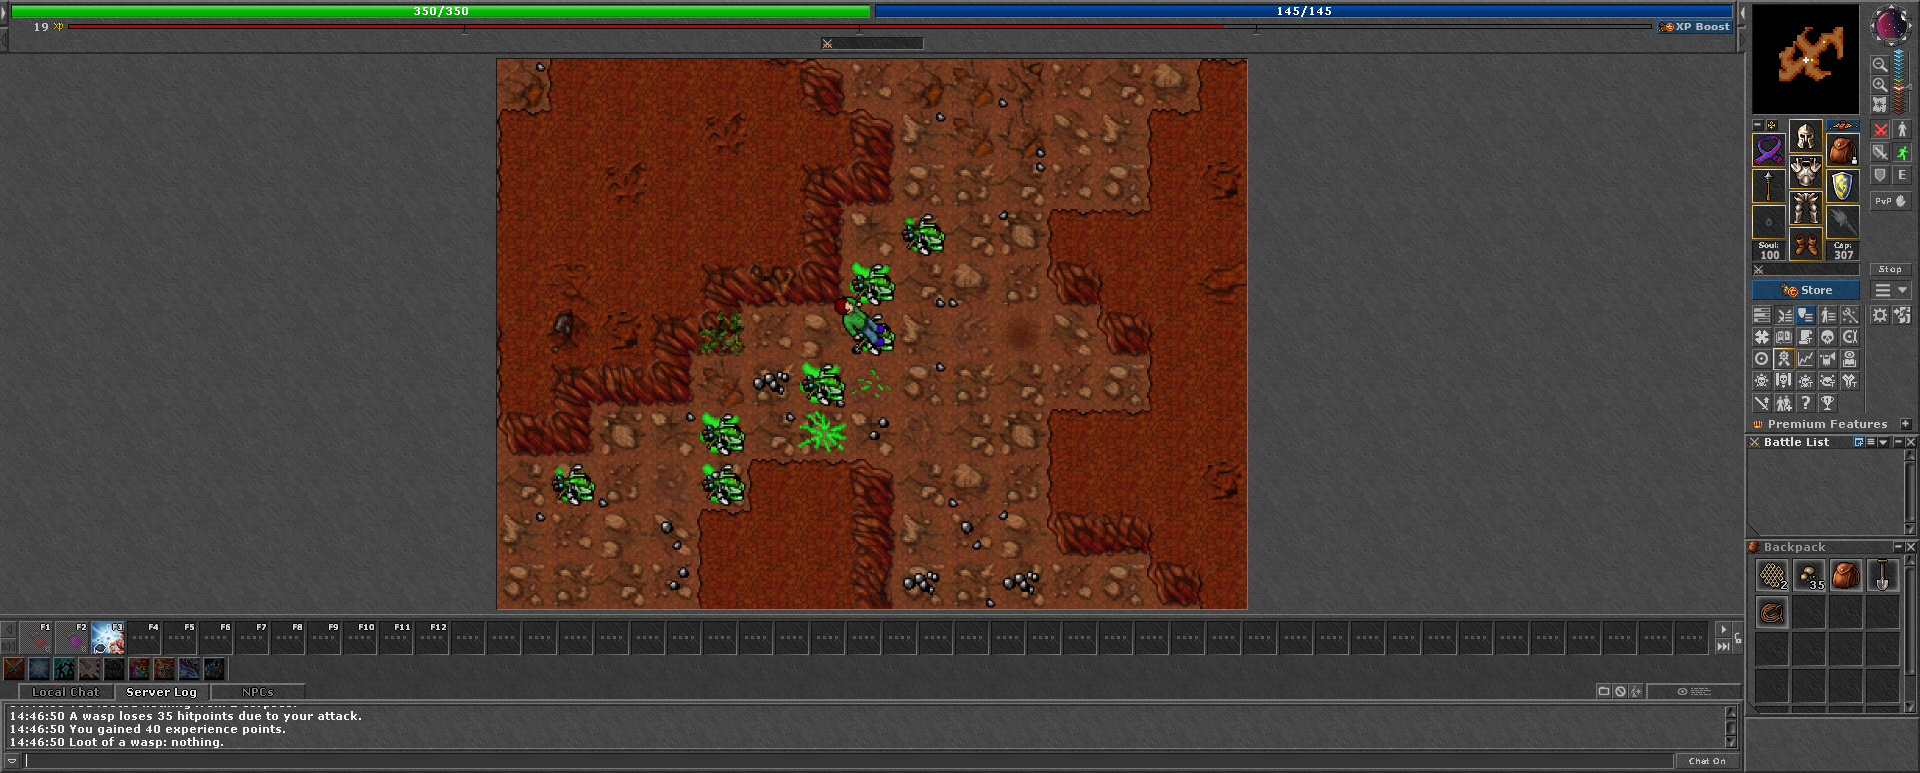 350/350
145/145
19 xp
XP Boost
Soul:
100
Cap:
307
E
PvP
Stop
Store
Premium Features
Battle List
Backpack
2
35
F1
F2
F3
F4
F5
F6
F7
F8
F9
F10
F11
F12
Local Chat
Server Log
NPCs
14:46:50 A wasp loses 35 hitpoints due to your attack.
14:46:50 You gained 40 experience points.
14:46:50 Loot of a wasp: nothing.
Chat On